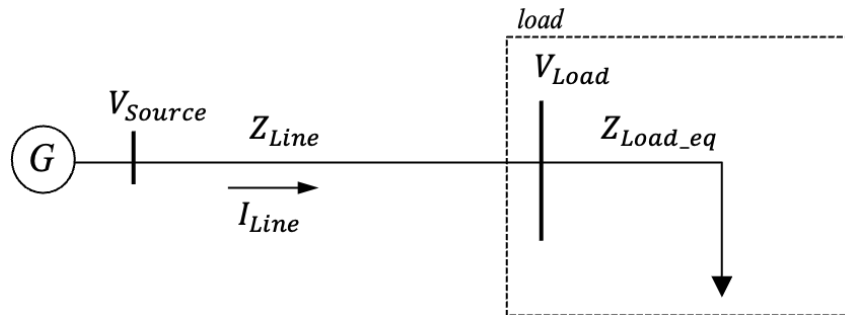 load
V_Load
V_Source
Z_Line
Z_Load_eq
G
I_Line